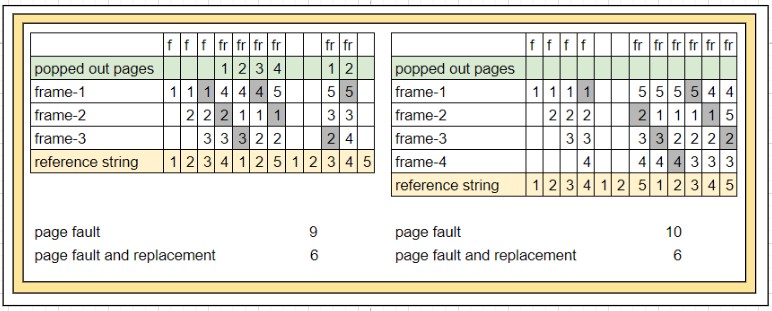 f f f fr fr fr fr fr fr
popped out pages 1 2 3 4 1 2
frame-1 1 1 1 4 4 4 5 5 5
frame-2 2 2 2 1 1 1 3 3
frame-3 3 3 3 2 2 2 4
reference string 1 2 3 4 1 2 5 1 2 3 4 5
page fault 9
page fault and replacement 6
f f f f fr fr fr fr fr fr
popped out pages
frame-1 1 1 1 1 5 5 5 5 4 4
frame-2 2 2 2 2 1 1 1 1 5
frame-3 3 3 3 3 2 2 2 2
frame-4 4 4 4 4 3 3 3
reference string 1 2 3 4 1 2 5 1 2 3 4 5
page fault 10
page fault and replacement 6